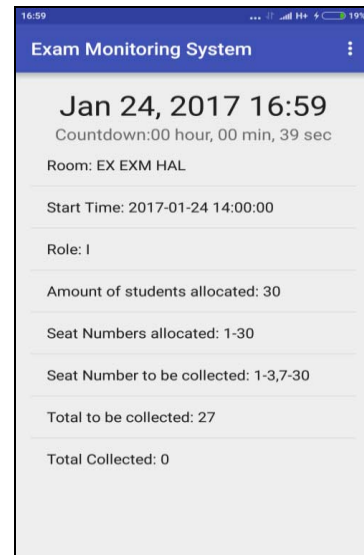 16:59 ... H+ 19%
Exam Monitoring System
Jan 24, 2017 16:59
Countdown:00 hour, 00 min, 39 sec
Room: EX EXM HAL
Start Time: 2017-01-24 14:00:00
Role: I
Amount of students allocated: 30
Seat Numbers allocated: 1-30
Seat Number to be collected: 1-3,7-30
Total to be collected: 27
Total Collected: 0